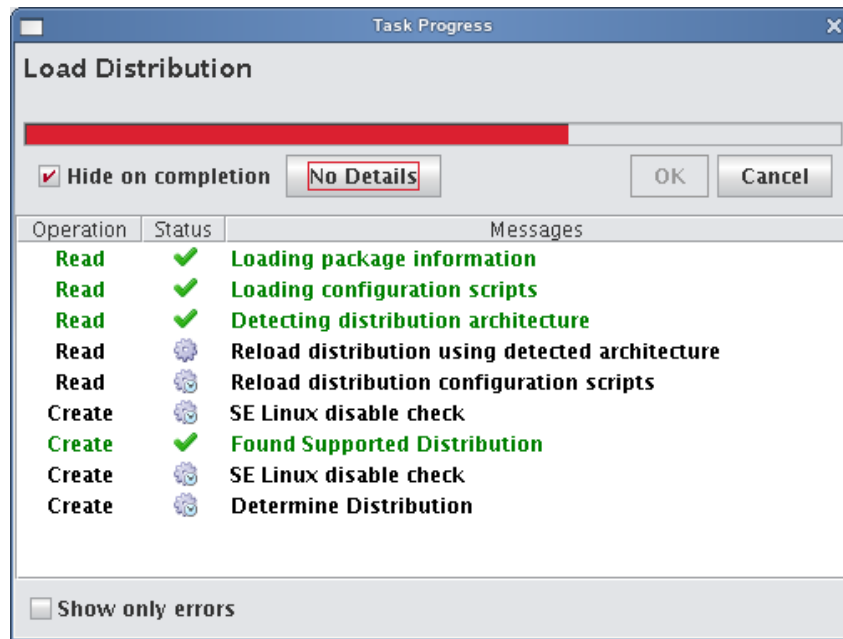 Task Progress
Load Distribution
Hide on completion No Details OK Cancel
Operation Status Messages
Read Loading package information
Read Loading configuration scripts
Read Detecting distribution architecture
Read Reload distribution using detected architecture
Read Reload distribution configuration scripts
Create SE Linux disable check
Create Found Supported Distribution
Create SE Linux disable check
Create Determine Distribution
Show only errors